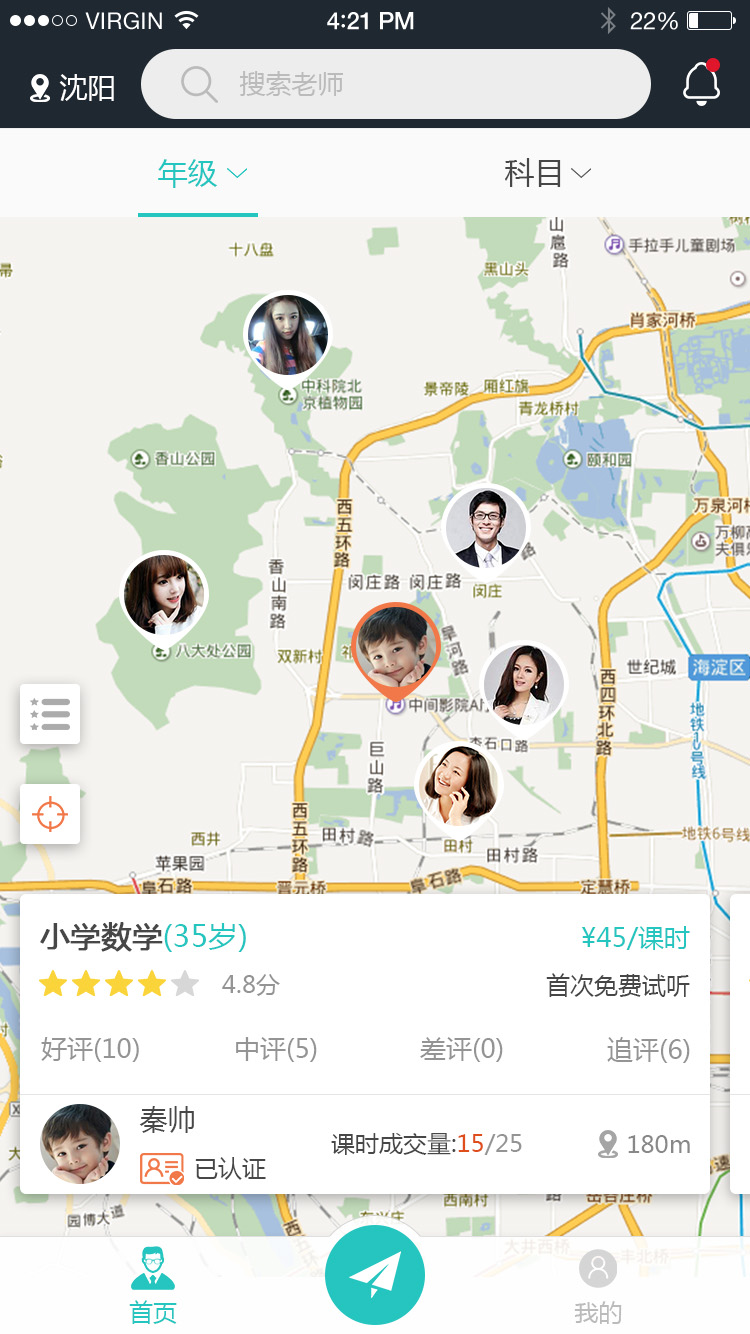 VIRGIN 4:21 PM 22%
沈阳 搜索老师
年级 科目
山扈路
手拉手儿童剧场
十八盘
黑山头
肖家河桥
中科院北京植物园
景帝陵 厢红旗
青龙桥村
香山公园
颐和园
西五环路
万泉河桥
香山南路
闵庄路 闵庄路
闵庄
旱河路
八大处公园
双新村
世纪城 海淀区
中间影院
西四环北路
地铁10号线
杏石口路
巨山路
西五环路
西井
田村路
田村
田村路
地铁6号线
苹果园
阜石路
晋元桥
阜石路
定慧桥
小学数学(35岁) ¥45/课时
4.8分 首次免费试听
好评(10) 中评(5) 差评(0) 追评(6)
秦帅
已认证
课时成交量:15/25 180m
西南村
园博大道
首页 我的